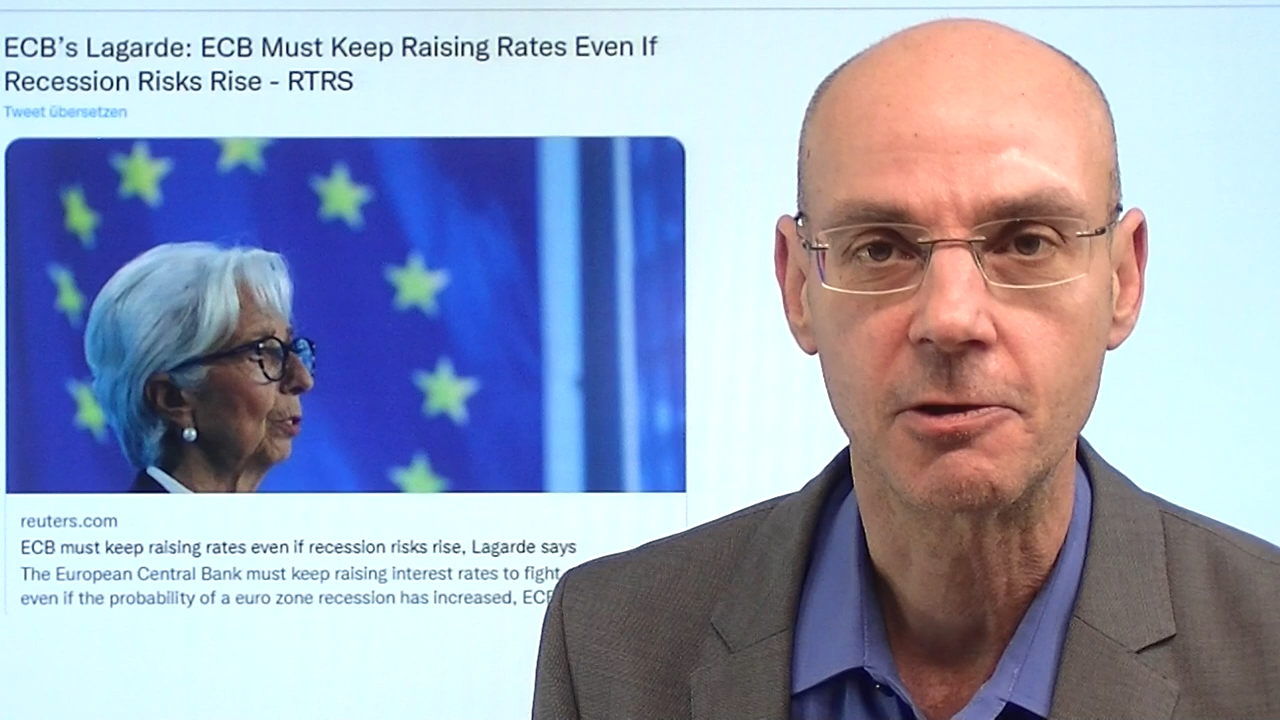 ECB’s Lagarde: ECB Must Keep Raising Rates Even If
Recession Risks Rise - RTRS
Tweet übersetzen
reuters.com
ECB must keep raising rates even if recession risks rise, Lagarde says
The European Central Bank must keep raising interest rates to fight
even if the probability of a euro zone recession has increased,